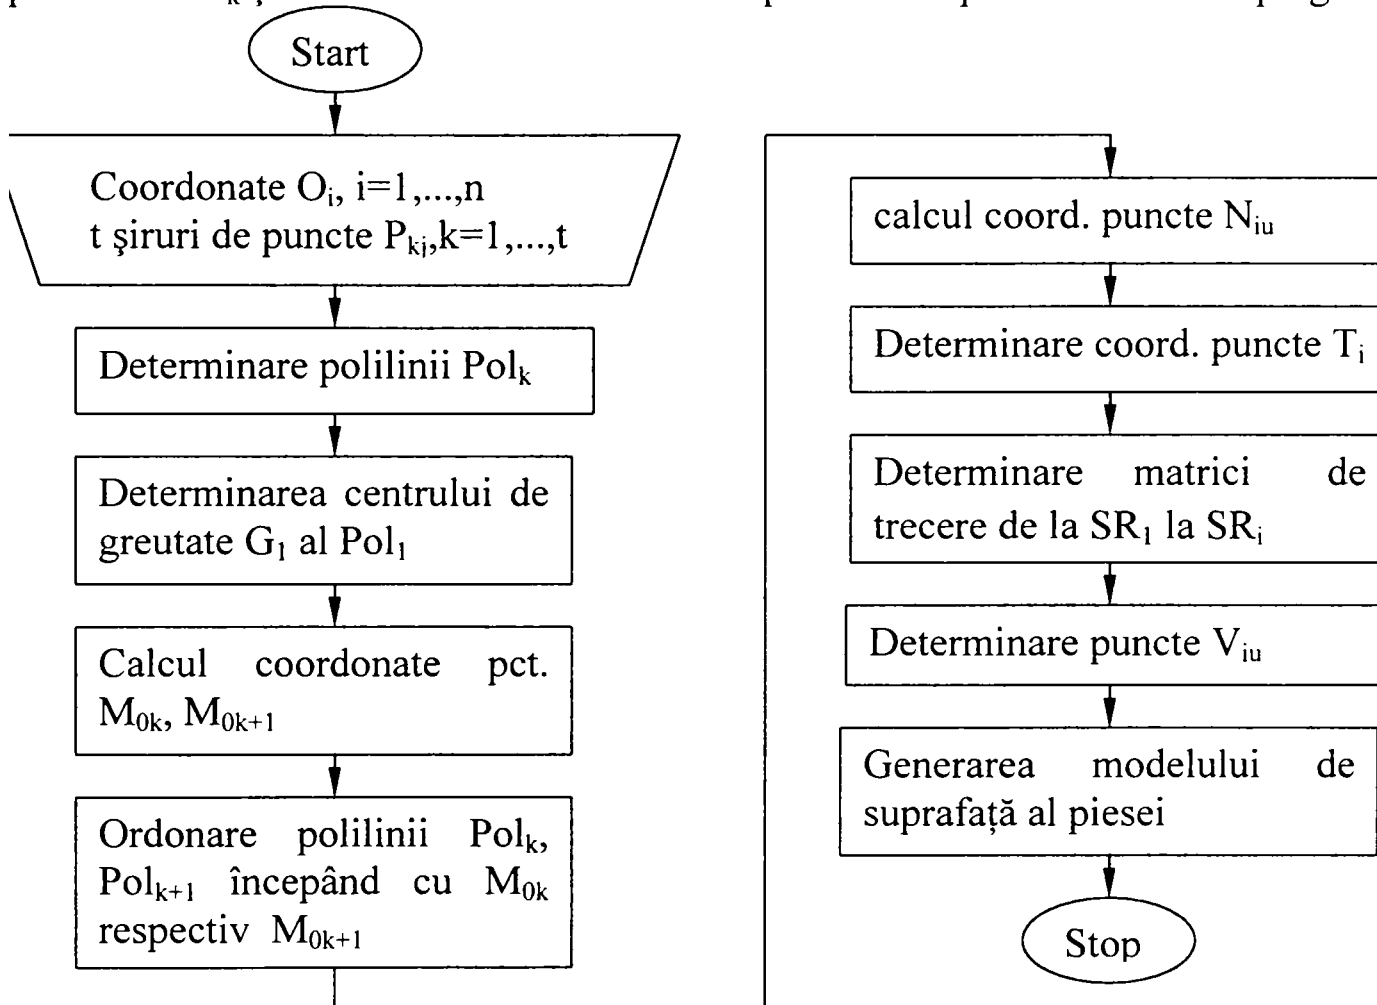 Start
Coordonate Oᵢ, i=1,...,n
t şiruri de puncte Pₖⱼ,k=1,...,t
Determinare polilinii Polₖ
Determinarea centrului de
greutate G₁ al Pol₁
Calcul coordonate pct.
M₀ₖ, M₀ₖ₊₁
Ordonare polilinii Polₖ,
Polₖ₊₁ începând cu M₀ₖ
respectiv M₀ₖ₊₁
calcul coord. puncte Nᵢᵤ
Determinare coord. puncte Tᵢ
Determinare matrici de
trecere de la SR₁ la SRᵢ
Determinare puncte Vᵢᵤ
Generarea modelului de
suprafaţă al piesei
Stop